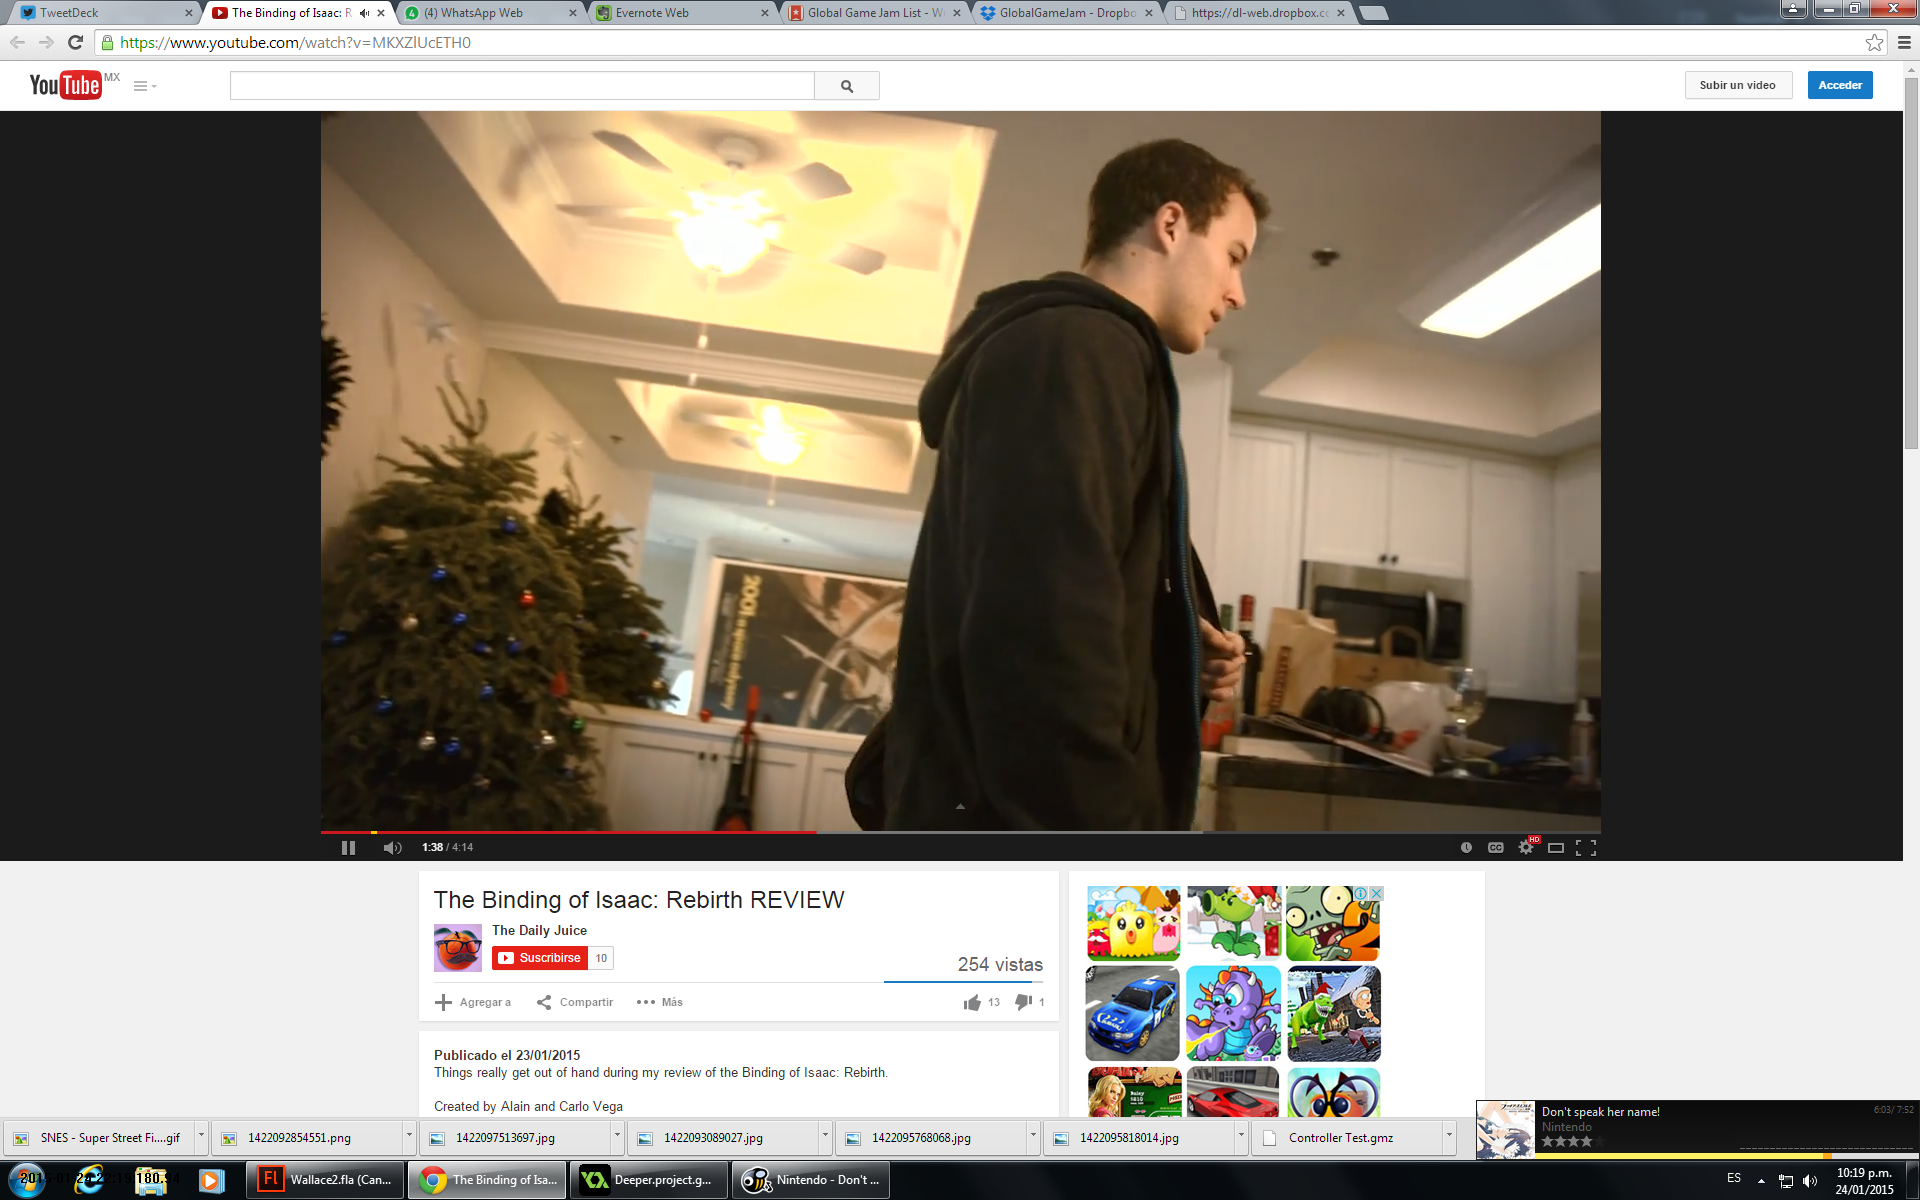 TweetDeck
The Binding of Isaac: R
(4) WhatsApp Web
Evernote Web
Global Game Jam List - W
GlobalGameJam - Dropbo
https://dl-web.dropbox.c
https://www.youtube.com/watch?v=MKXZlUcETH0
YouTube MX
Subir un video
Acceder
2001
1:38 / 4:14
HD
CC
The Binding of Isaac: Rebirth REVIEW
The Daily Juice
Suscribirse 10
254 vistas
Agregar a
Compartir
Más
13
1
Publicado el 23/01/2015
Things really get out of hand during my review of the Binding of Isaac: Rebirth.
Created by Alain and Carlo Vega
2
SNES - Super Street Fi....gif
1422092854551.png
1422097513697.jpg
1422093089027.jpg
1422095768068.jpg
1422095818014.jpg
Controller Test.gmz
Don't speak her name!
6:03/ 7:52
Nintendo
Fl
Wallace2.fla (Can...
The Binding of Isa...
Deeper.project.g...
Nintendo - Don't ...
ES
10:19 p.m.
24/01/2015